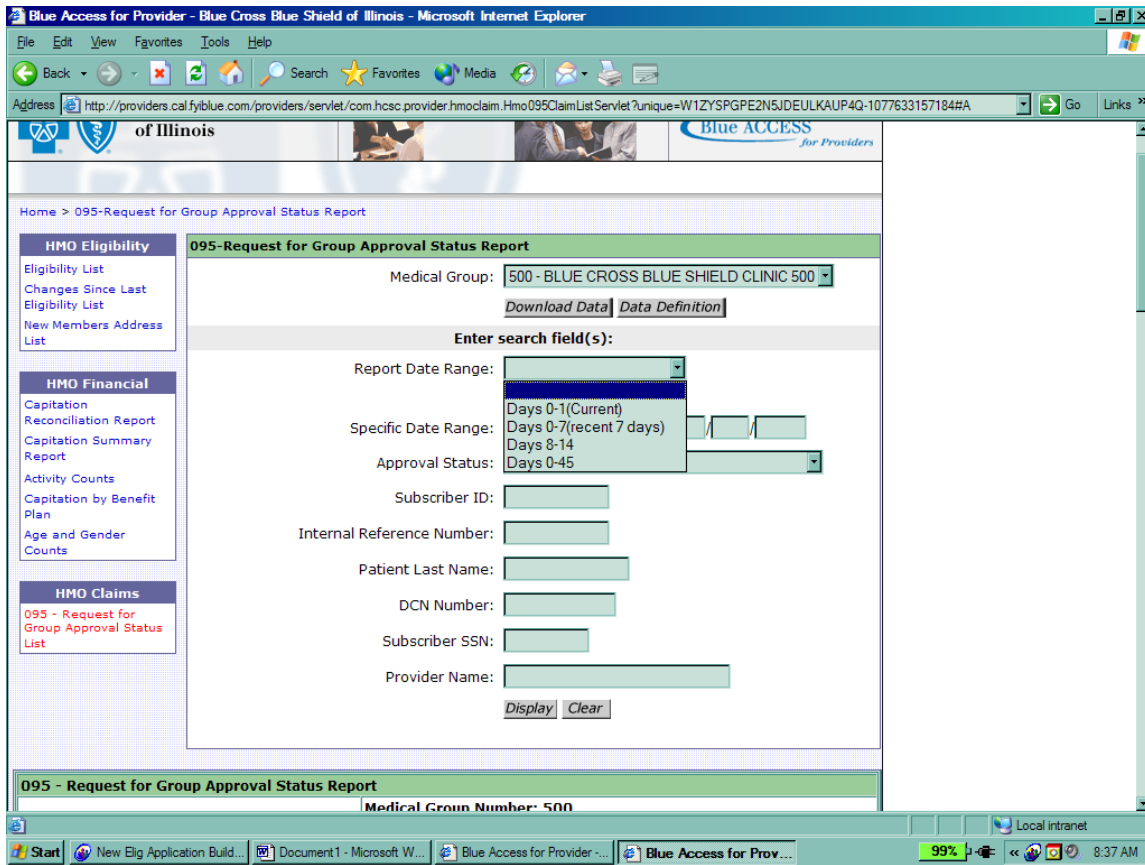 Blue Access for Provider - Blue Cross Blue Shield of Illinois - Microsoft Internet Explorer
File Edit View Favorites Tools Help
Back Search Favorites Media
Address http://providers.cal.fyiblue.com/providers/servlet/com.hcsc.provider.hmoclaim.Hmo095ClaimListServlet?unique=W1ZYSPGPE2N5JDEULKAUP4Q-1077633157184#A Go Links »
of Illinois
Blue ACCESS
for Providers
Home > 095-Request for Group Approval Status Report
HMO Eligibility
Eligibility List
Changes Since Last
Eligibility List
New Members Address
List
HMO Financial
Capitation
Reconciliation Report
Capitation Summary
Report
Activity Counts
Capitation by Benefit
Plan
Age and Gender
Counts
HMO Claims
095 - Request for
Group Approval Status
List
095-Request for Group Approval Status Report
Medical Group: 500 - BLUE CROSS BLUE SHIELD CLINIC 500
Download Data Data Definition
Enter search field(s):
Report Date Range:
Days 0-1(Current)
Days 0-7(recent 7 days)
Days 8-14
Days 0-45
Specific Date Range: / /
Approval Status:
Subscriber ID:
Internal Reference Number:
Patient Last Name:
DCN Number:
Subscriber SSN:
Provider Name:
Display Clear
095 - Request for Group Approval Status Report
Medical Group Number: 500
Local intranet
Start New Elig Application Build... Document1 - Microsoft W... Blue Access for Provider -... Blue Access for Prov... 99% « 8:37 AM